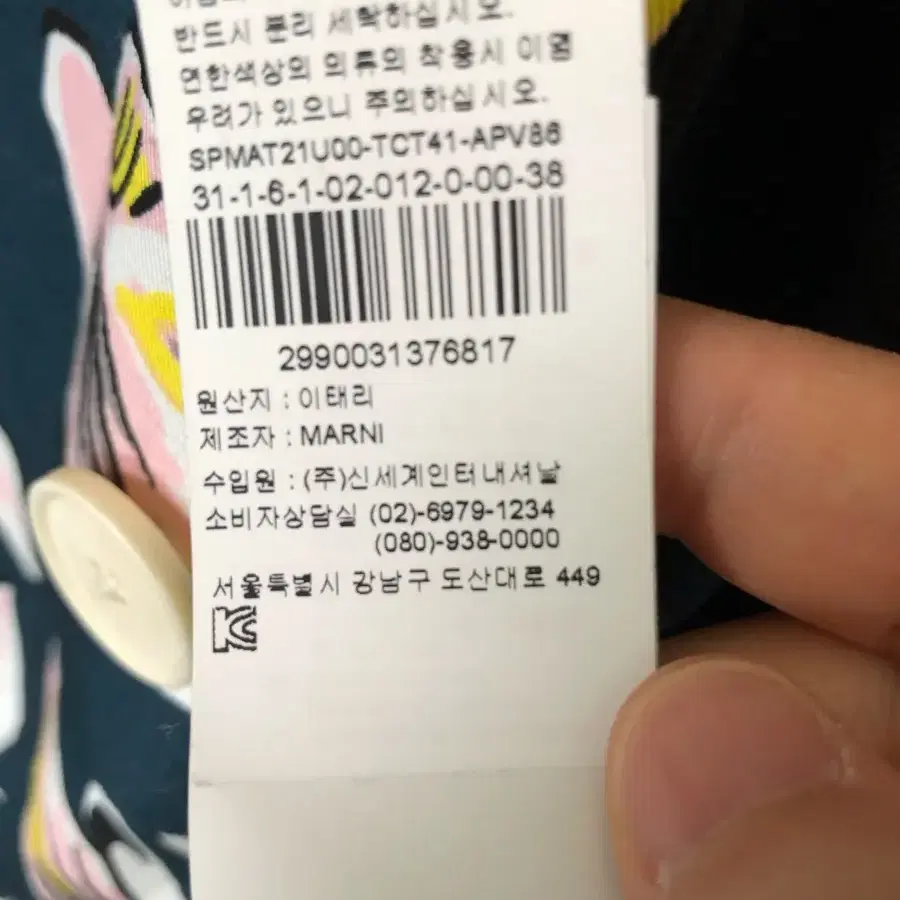 반드시 분리 세탁하십시오.
연한색상의 의류의 착용시 이염
우려가 있으니 주의하십시오.
SPMAT21U00-TCT41-APV86
31-1-6-1-02-012-0-00-38
2990031376817
원산지 : 이태리
제조자 : MARNI
수입원 : (주)신세계인터내셔날
소비자상담실 (02)-6979-1234
(080)-938-0000
서울특별시 강남구 도산대로 449